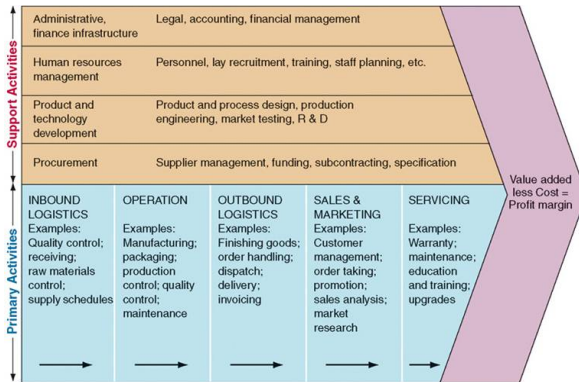 Support Activities
Administrative,
finance infrastructure
Legal, accounting, financial management
Human resources
management
Personnel, lay recruitment, training, staff planning, etc.
Product and
technology
development
Product and process design, production
engineering, market testing, R & D
Procurement
Supplier management, funding, subcontracting, specification
Primary Activities
INBOUND
LOGISTICS
Examples:
Quality control;
receiving;
raw materials
control;
supply schedules
OPERATION
Examples:
Manufacturing;
packaging;
production
control; quality
control;
maintenance
OUTBOUND
LOGISTICS
Examples:
Finishing goods;
order handling;
dispatch;
delivery;
invoicing
SALES &
MARKETING
Examples:
Customer
management;
order taking;
promotion;
sales analysis;
market
research
SERVICING
Examples:
Warranty;
maintenance;
education
and training;
upgrades
Value added
less Cost =
Profit margin